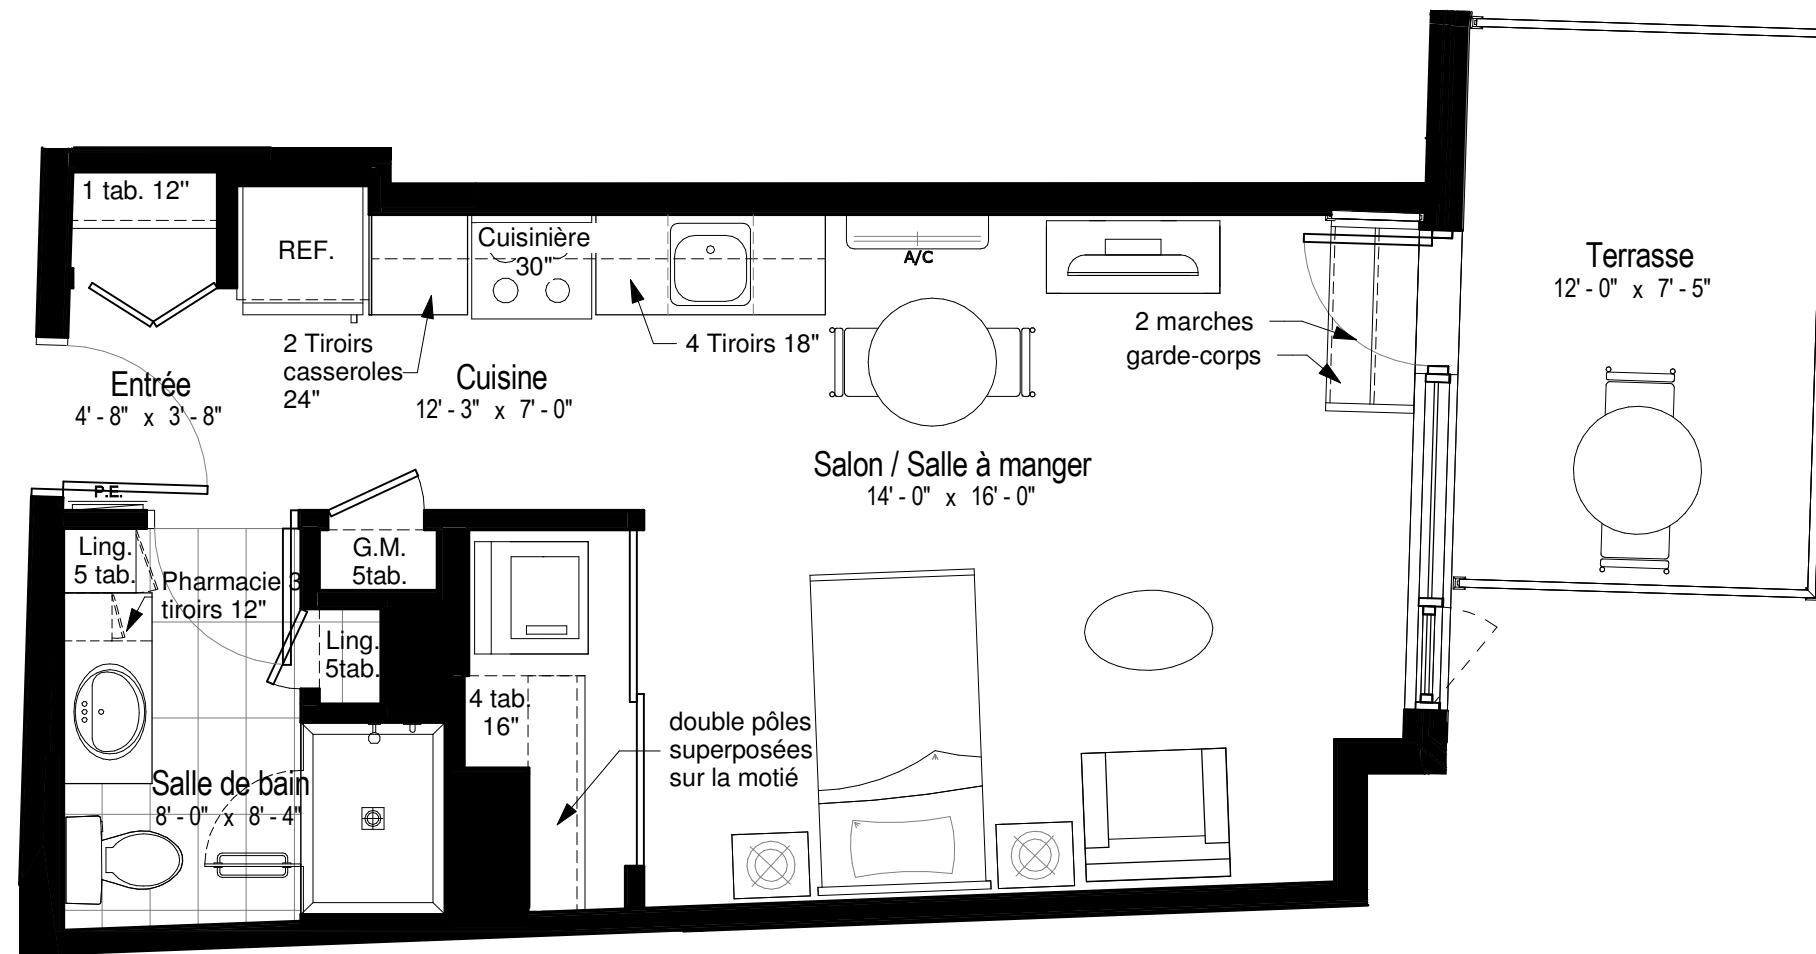 1 tab. 12"
REF.
Cuisinière
30"
A/C
Terrasse
12' - 0" x 7' - 5"
2 Tiroirs
casseroles
24"
4 Tiroirs 18"
2 marches
garde-corps
Entrée
4' - 8" x 3' - 8"
Cuisine
12' - 3" x 7' - 0"
Salon / Salle à manger
14' - 0" x 16' - 0"
P.E.
Ling.
5 tab.
Pharmacie 3
tiroirs 12"
G.M.
5tab.
Ling.
5tab.
4 tab.
16"
double pôles
superposées
sur la motié
Salle de bain
8' - 0" x 8' - 4"